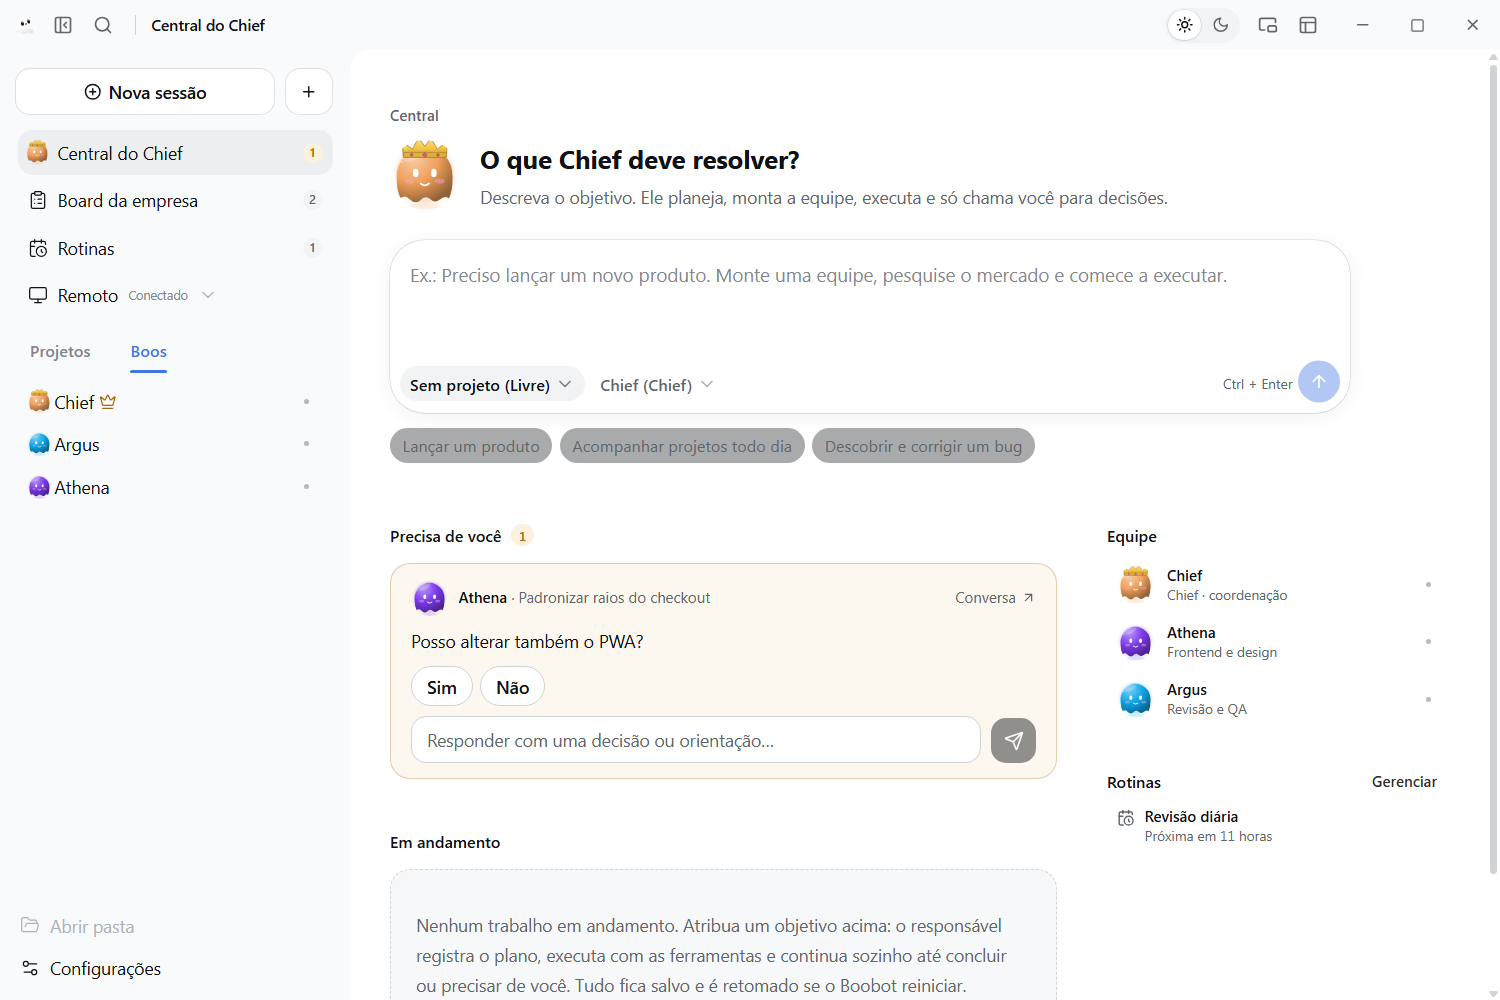 Central do Chief
Nova sessão
Central do Chief 1
Board da empresa 2
Rotinas 1
Remoto Conectado
Projetos Boos
Chief
Argus
Athena
Abrir pasta
Configurações
Central
O que Chief deve resolver?
Descreva o objetivo. Ele planeja, monta a equipe, executa e só chama você para decisões.
Ex.: Preciso lançar um novo produto. Monte uma equipe, pesquise o mercado e comece a executar.
Sem projeto (Livre) Chief (Chief) Ctrl + Enter
Lançar um produto Acompanhar projetos todo dia Descobrir e corrigir um bug
Precisa de você 1
Athena · Padronizar raios do checkout Conversa
Posso alterar também o PWA?
Sim Não
Responder com uma decisão ou orientação...
Em andamento
Nenhum trabalho em andamento. Atribua um objetivo acima: o responsável
registra o plano, executa com as ferramentas e continua sozinho até concluir
ou precisar de você. Tudo fica salvo e é retomado se o Boobot reiniciar.
Equipe
Chief
Chief · coordenação
Athena
Frontend e design
Argus
Revisão e QA
Rotinas Gerenciar
Revisão diária
Próxima em 11 horas